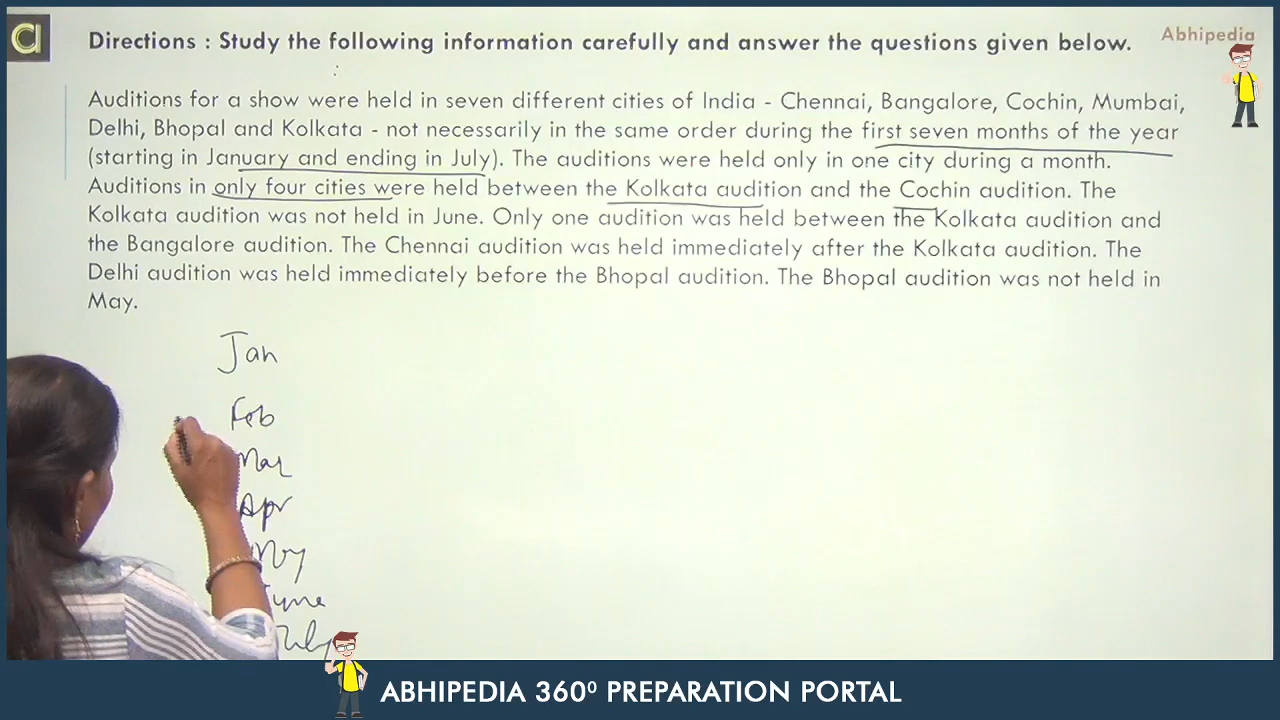 a
Directions : Study the following information carefully and answer the questions given below.
Abhipedia
Auditions for a show were held in seven different cities of India - Chennai, Bangalore, Cochin, Mumbai,
Delhi, Bhopal and Kolkata - not necessarily in the same order during the first seven months of the year
(starting in January and ending in July). The auditions were held only in one city during a month.
Auditions in only four cities were held between the Kolkata audition and the Cochin audition. The
Kolkata audition was not held in June. Only one audition was held between the Kolkata audition and
the Bangalore audition. The Chennai audition was held immediately after the Kolkata audition. The
Delhi audition was held immediately before the Bhopal audition. The Bhopal audition was not held in
May.
Jan
Feb
Mar
Apr
May
June
July
ABHIPEDIA 360⁰ PREPARATION PORTAL